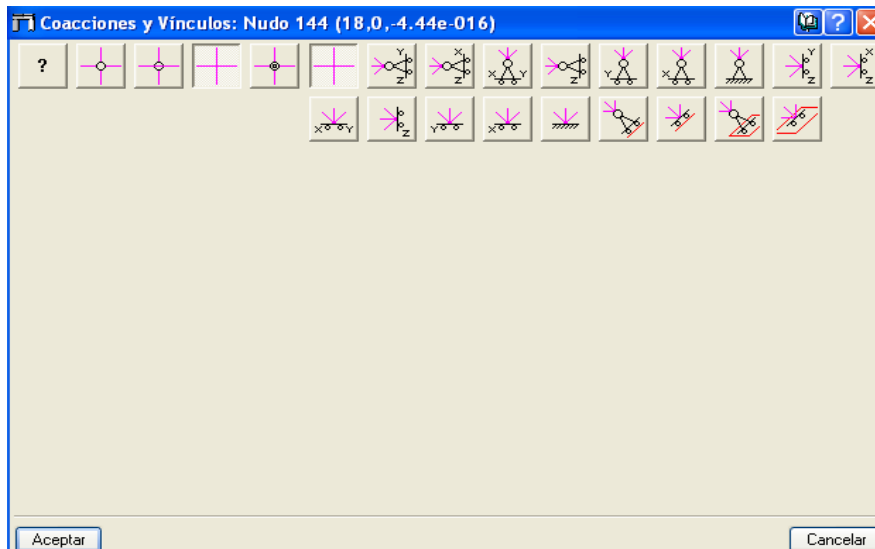 Coacciones y Vínculos: Nudo 144 (18,0,-4.44e-016)
?
?
Y
Z
X
Z
X Y
Z
Y
X
Y
Z
X
Z
X Y
Z
Y
X
Aceptar
Cancelar